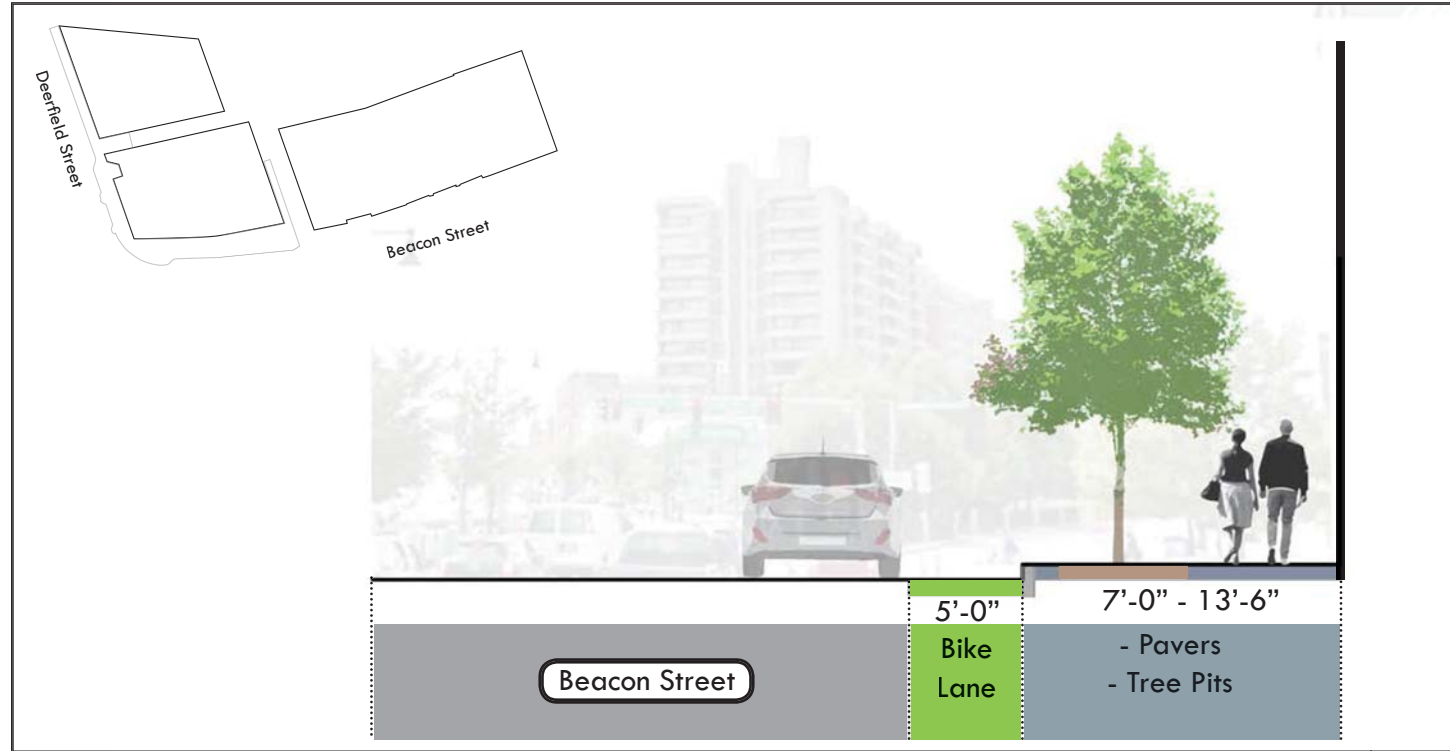 Deerfield Street
Beacon Street
5'-0”
7'-0” - 13'-6”
Bike
Lane
- Pavers
- Tree Pits
Beacon Street